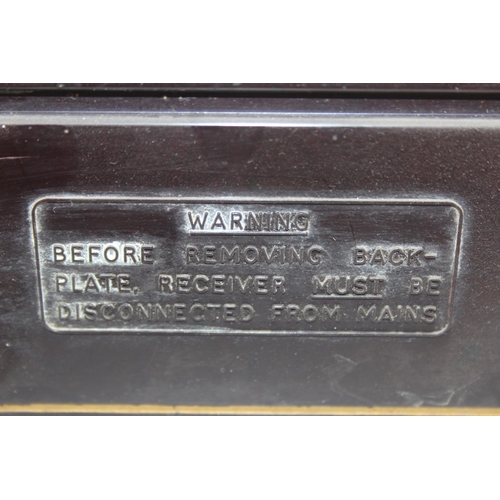 WARNING
BEFORE REMOVING BACK-
PLATE, RECEIVER MUST BE
DISCONNECTED FROM MAINS